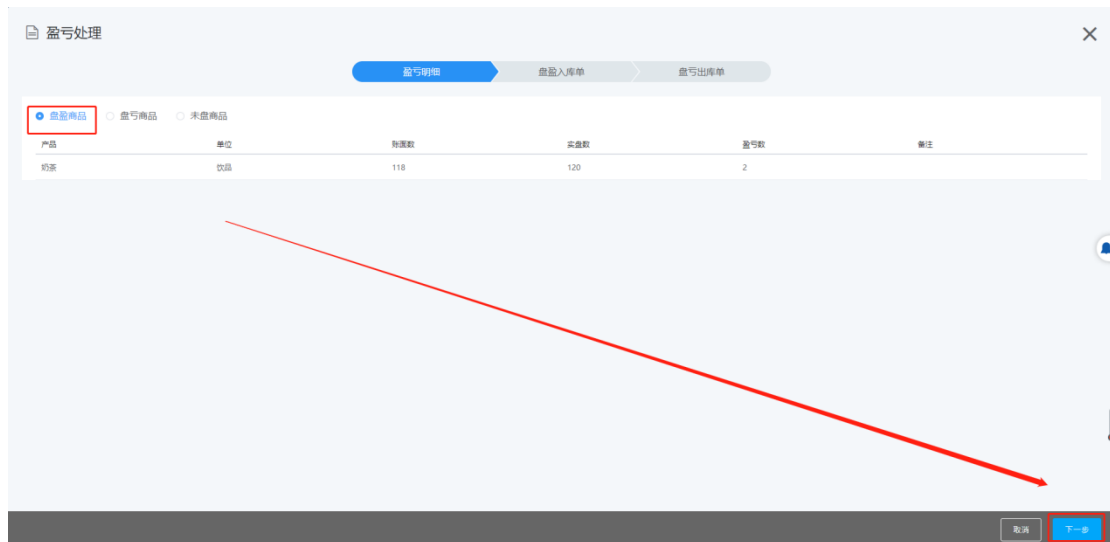 盈亏处理
盈亏明细 盘盈入库单 盘亏出库单
盘盈商品 盘亏商品 未盘商品
产品 单位 账面数 实盘数 盈亏数 备注
奶茶 饮品 118 120 2
取消 下一步